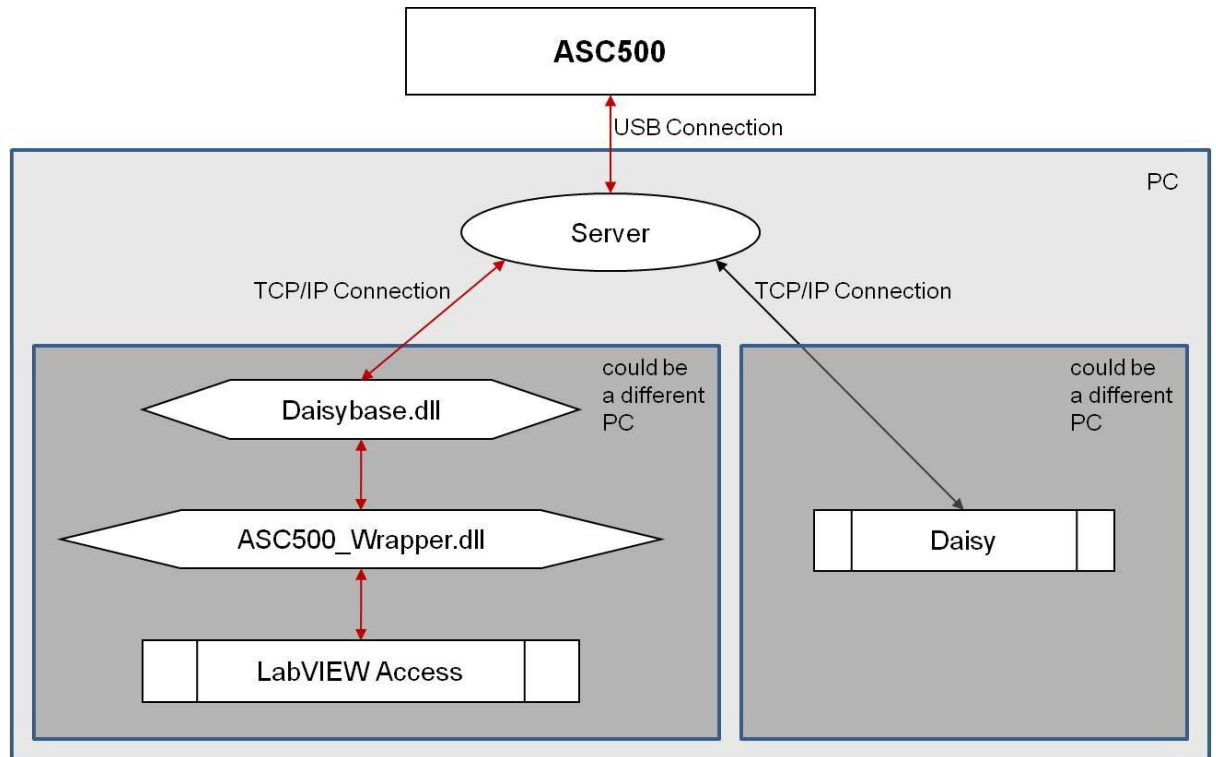 ASC500
USB Connection
PC
Server
TCP/IP Connection
TCP/IP Connection
could be
a different
PC
Daisybase.dll
ASC500_Wrapper.dll
LabVIEW Access
could be
a different
PC
Daisy